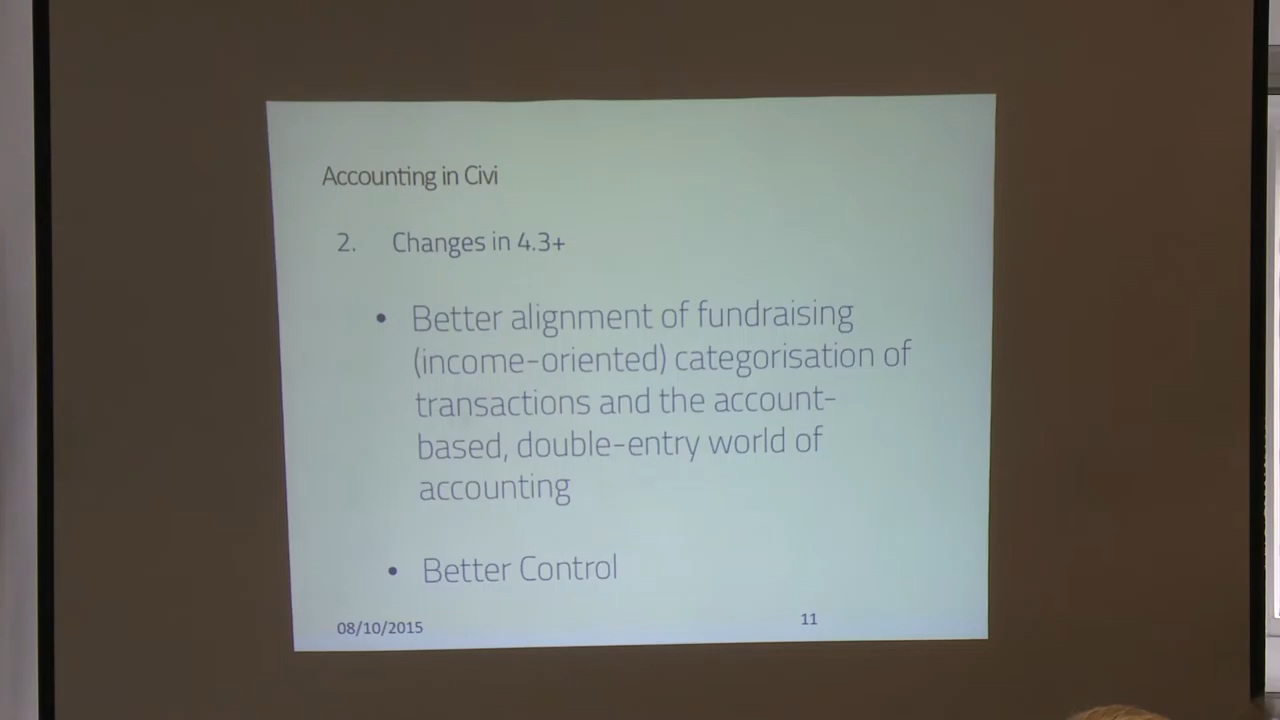 Accounting in Civi
2. Changes in 4.3+
• Better alignment of fundraising
(income-oriented) categorisation of
transactions and the account-
based, double-entry world of
accounting
• Better Control
08/10/2015
11